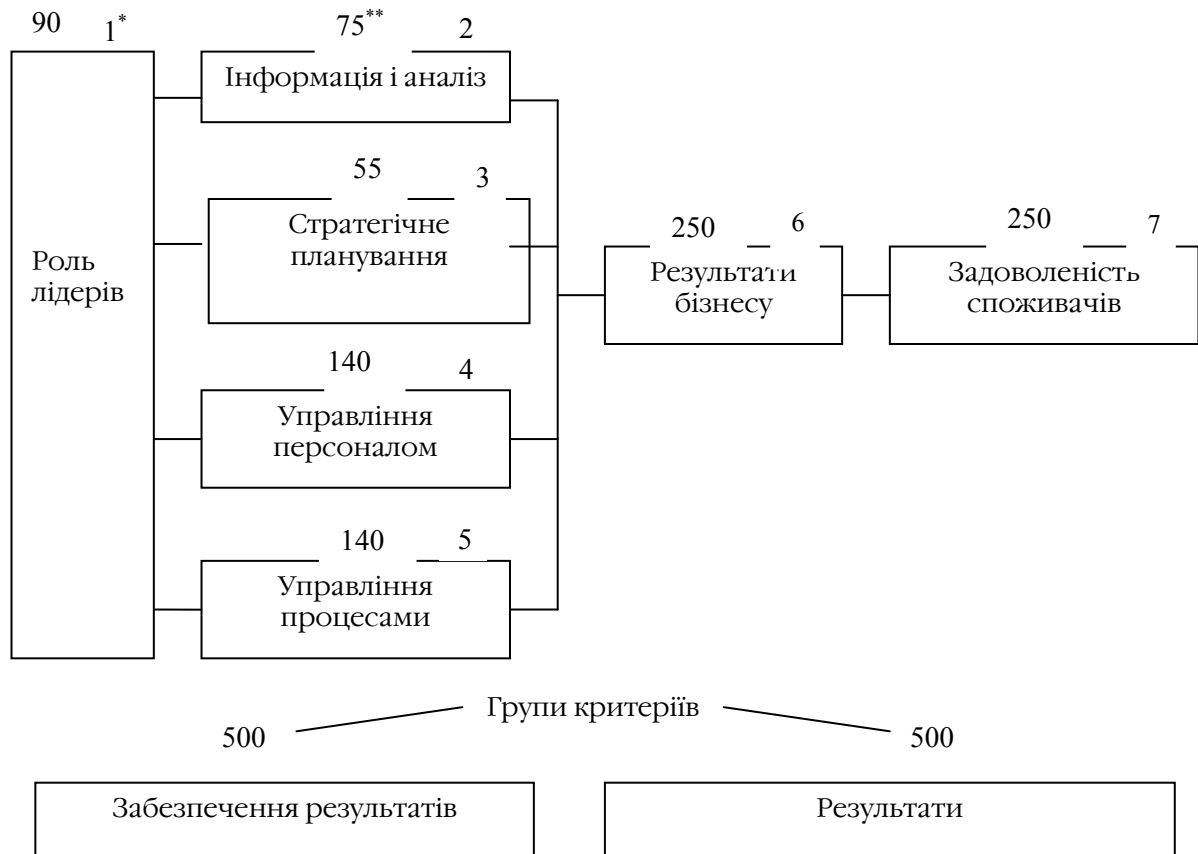 90 1*
75** 2
Інформація і аналіз
55 3
Стратегічне
планування
Роль
лідерів
250 6
Результати
бізнесу
250 7
Задоволеність
споживачів
140 4
Управління
персоналом
140 5
Управління
процесами
Групи критеріїв
500 500
Забезпечення результатів
Результати